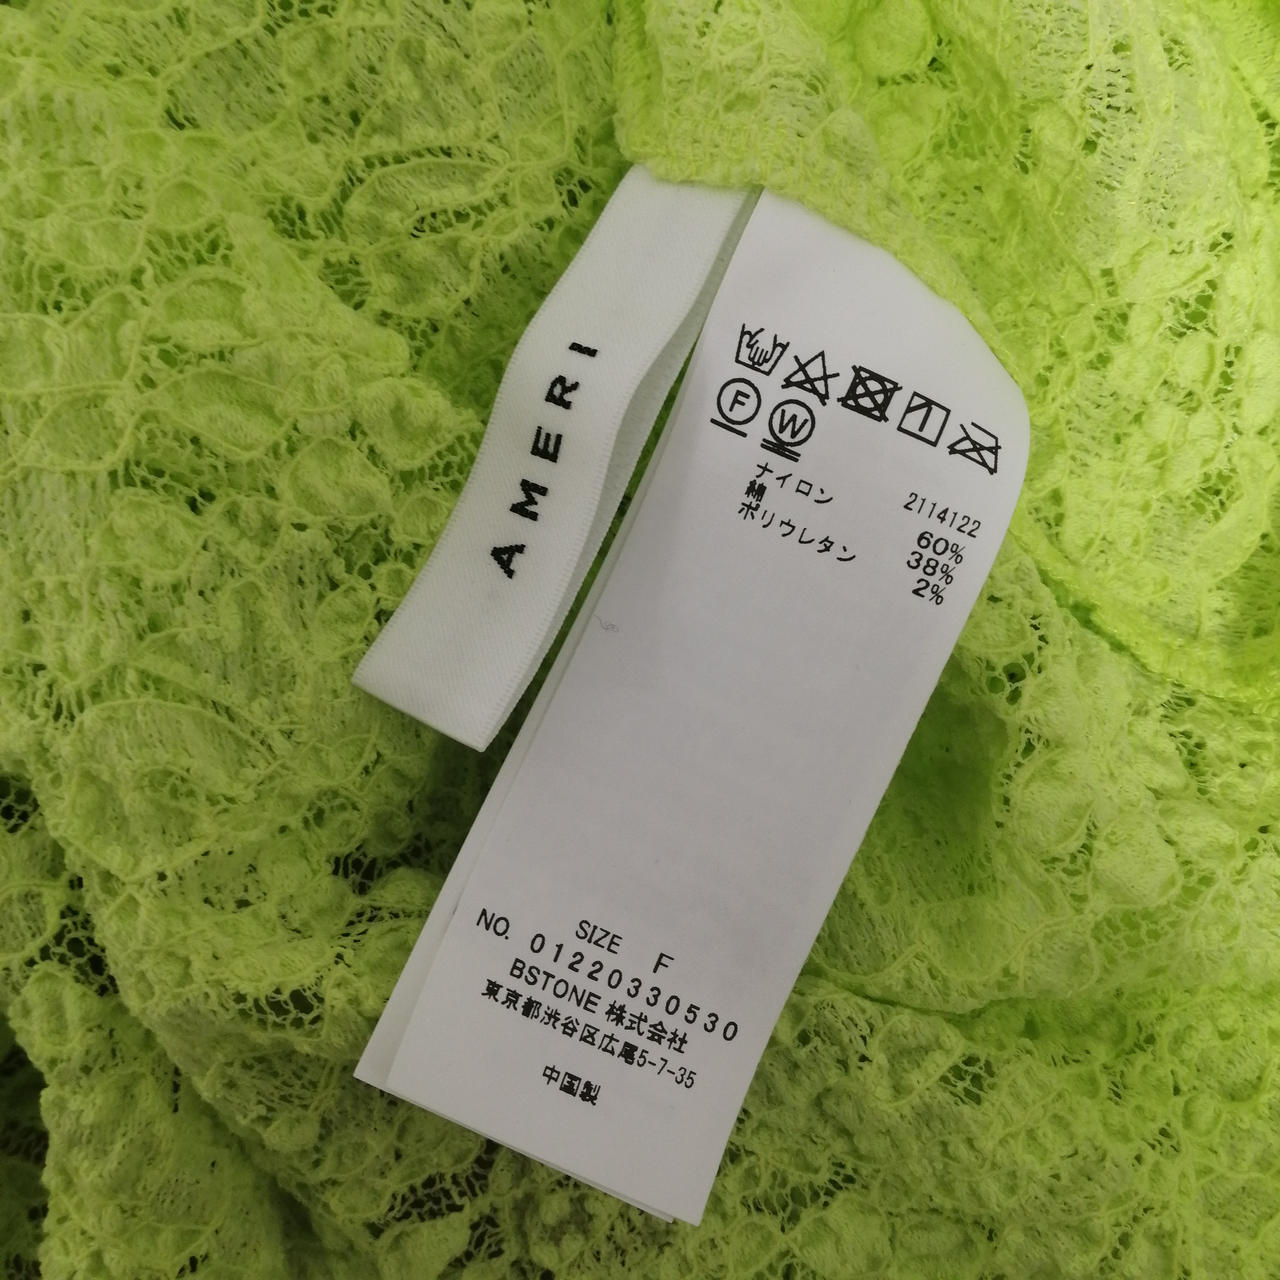 AMERI
F W
2114122
ナイロン 60%
綿 38%
ポリウレタン 2%
SIZE F
NO. 01220330530
BSTONE 株式会社
東京都渋谷区広尾5-7-35
中国製